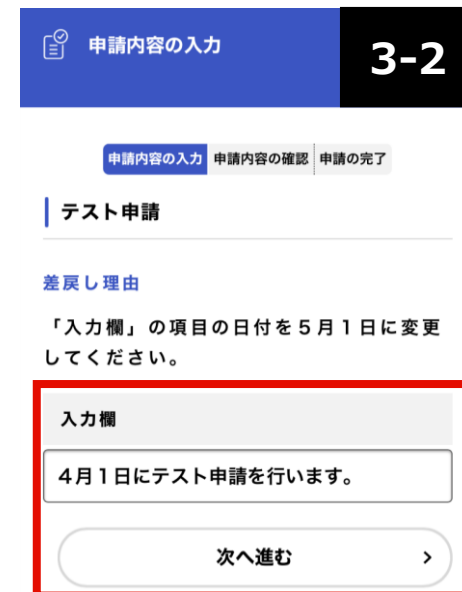 申請内容の入力
3-2
申請内容の入力 申請内容の確認 申請の完了
テスト申請
差戻し理由
「入力欄」の項目の日付を５月１日に変更
してください。
入力欄
４月１日にテスト申請を行います。
次へ進む